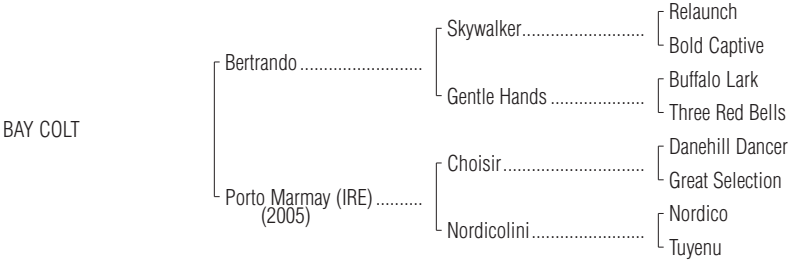 Relaunch
Skywalker........................
Bold Captive
Bertrando ..........................
Buffalo Lark
Gentle Hands ....................
Three Red Bells
BAY COLT
Danehill Dancer
Choisir..............................
Great Selection
Porto Marmay (IRE)..........
(2005)
Nordico
Nordicolini........................
Tuyenu